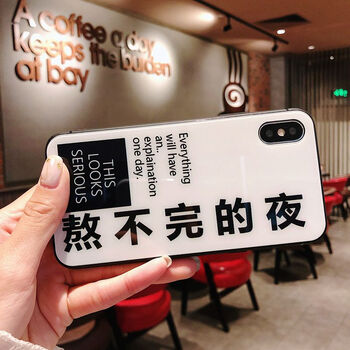 A coffee a day
keeps the burden
at bay
THIS
LOOKS
SERIOUS
Everything
will have
an.
explaination
one day.
熬不完的夜